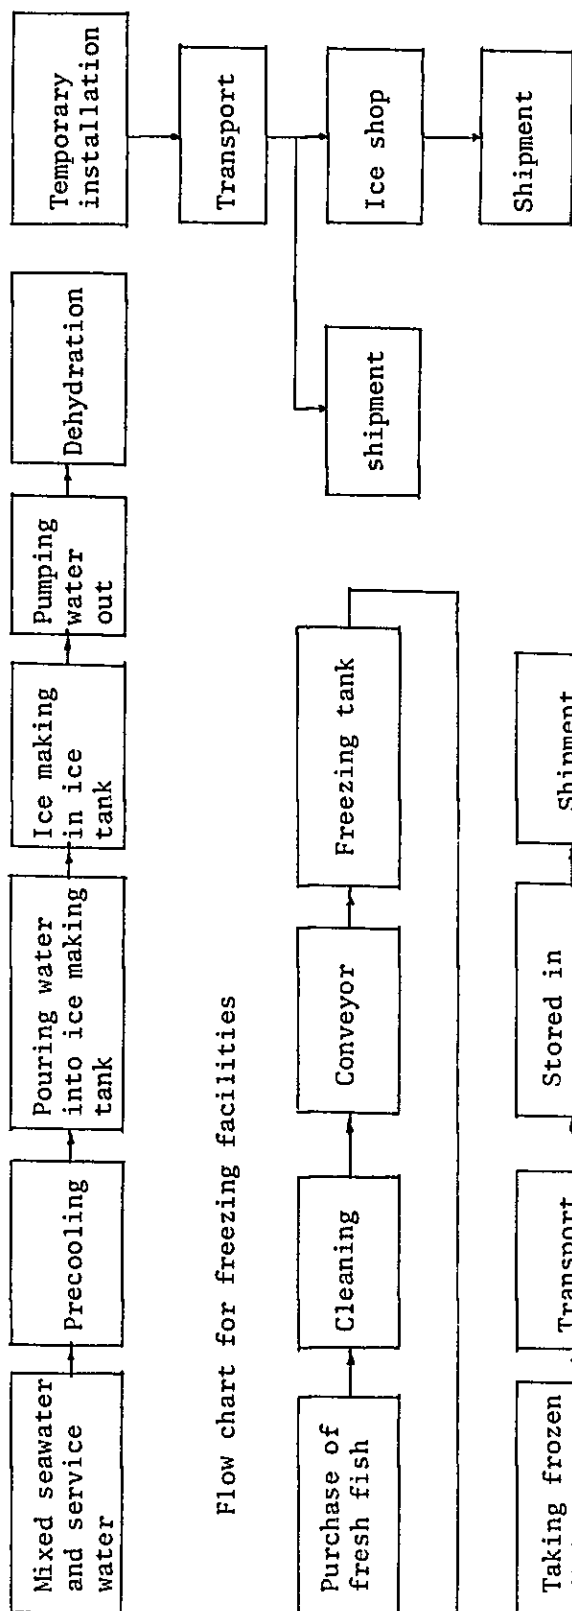 Mixed seawater
and service
water
Precooling
Pouring water
into ice making
tank
Ice making
in ice
tank
Pumping
water
out
Dehydration
Temporary
installation
Transport
Ice shop
Shipment
shipment
Flow chart for freezing facilities
Purchase of
fresh fish
Cleaning
Conveyor
Freezing tank
Taking frozen
Transport
Stored in
Shipment